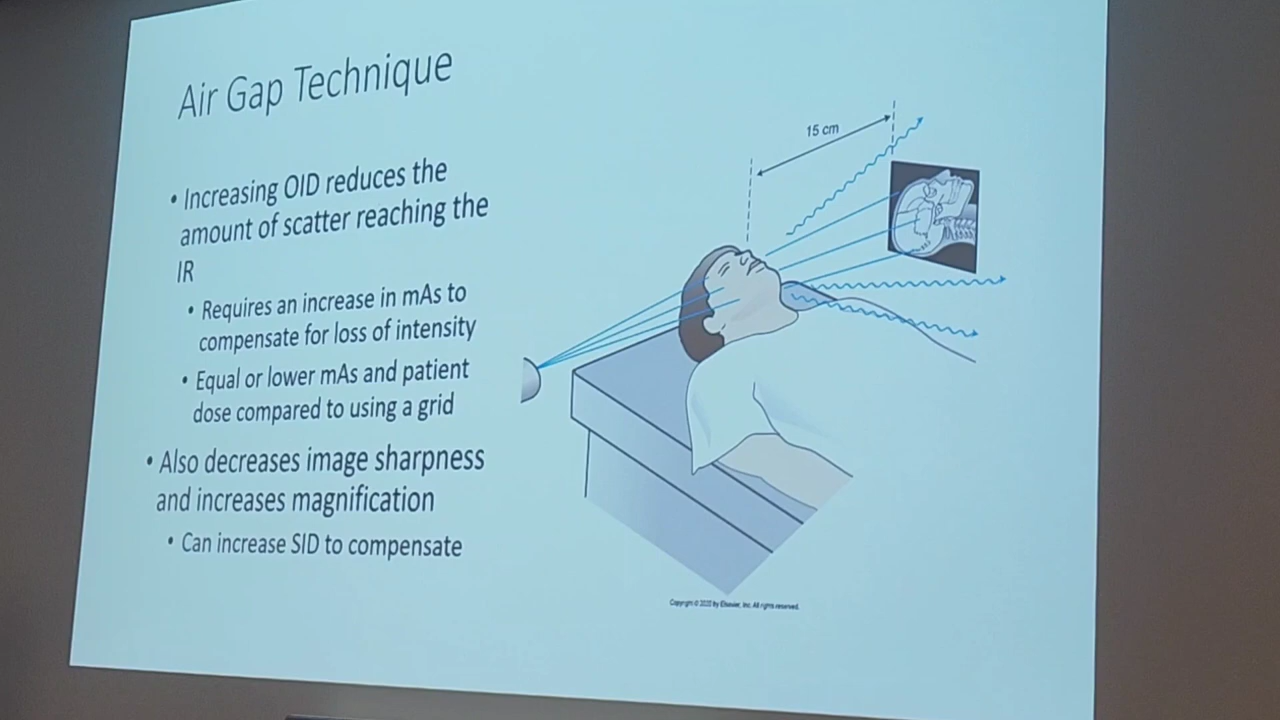 Air Gap Technique
• Increasing OID reduces the
amount of scatter reaching the
IR
• Requires an increase in mAs to
compensate for loss of intensity
• Equal or lower mAs and patient
dose compared to using a grid
• Also decreases image sharpness
and increases magnification
• Can increase SID to compensate
15 cm
Copyright © 2020 by Elsevier, Inc. All rights reserved.